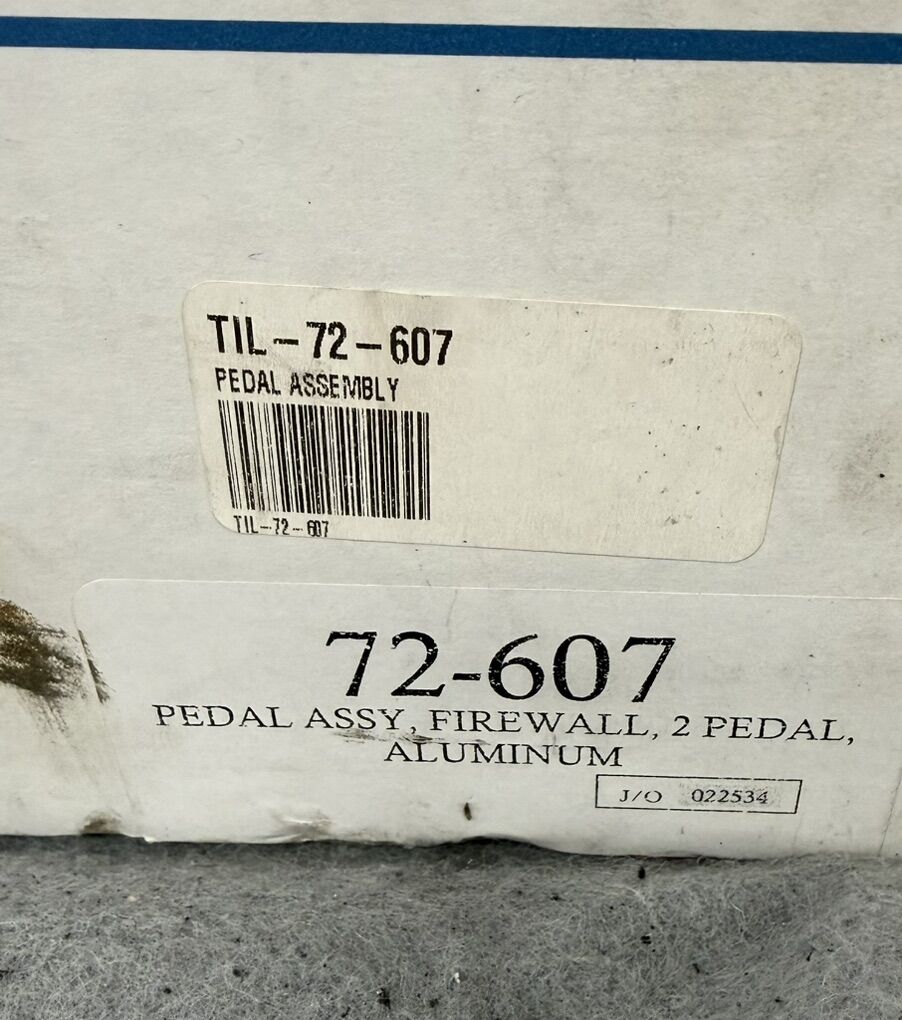 TIL-72-607
PEDAL ASSEMBLY
TIL-72-607
72-607
PEDAL ASSY, FIREWALL, 2 PEDAL,
ALUMINUM
J/O 022534